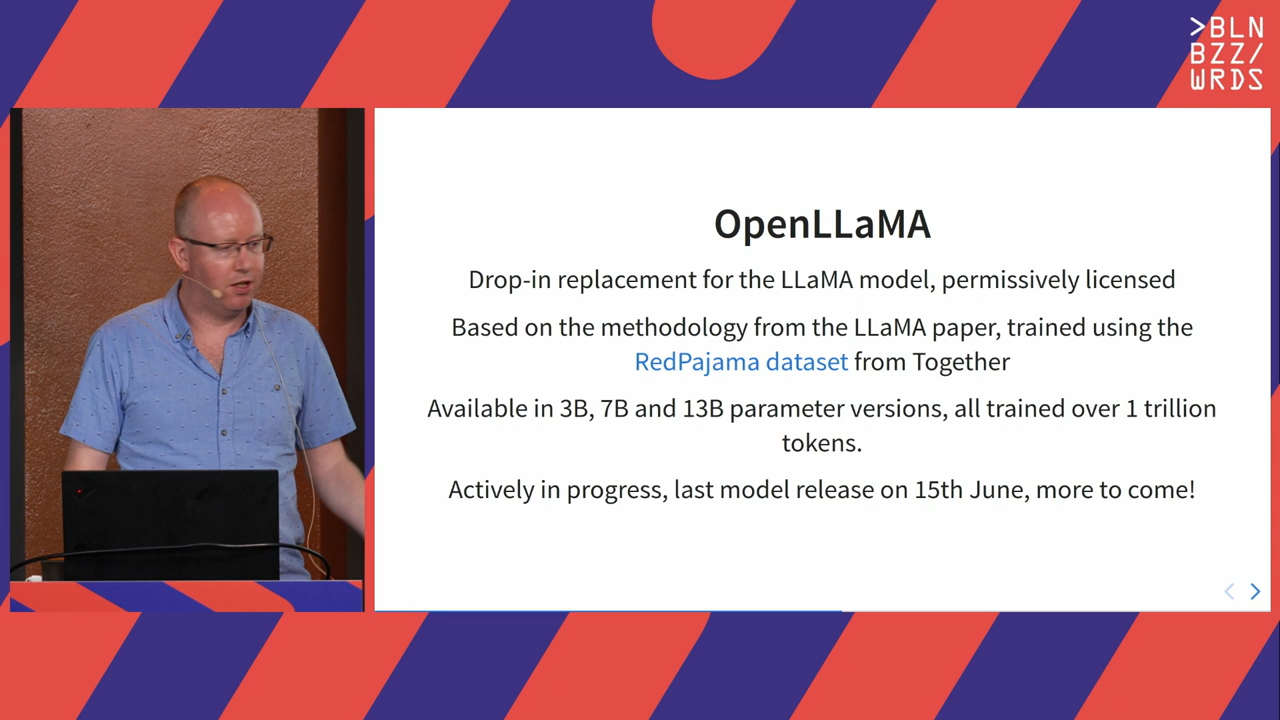 >BLN
BZZ/
WRDS
OpenLLaMA
Drop-in replacement for the LLaMA model, permissively licensed
Based on the methodology from the LLaMA paper, trained using the
RedPajama dataset from Together
Available in 3B, 7B and 13B parameter versions, all trained over 1 trillion
tokens.
Actively in progress, last model release on 15th June, more to come!